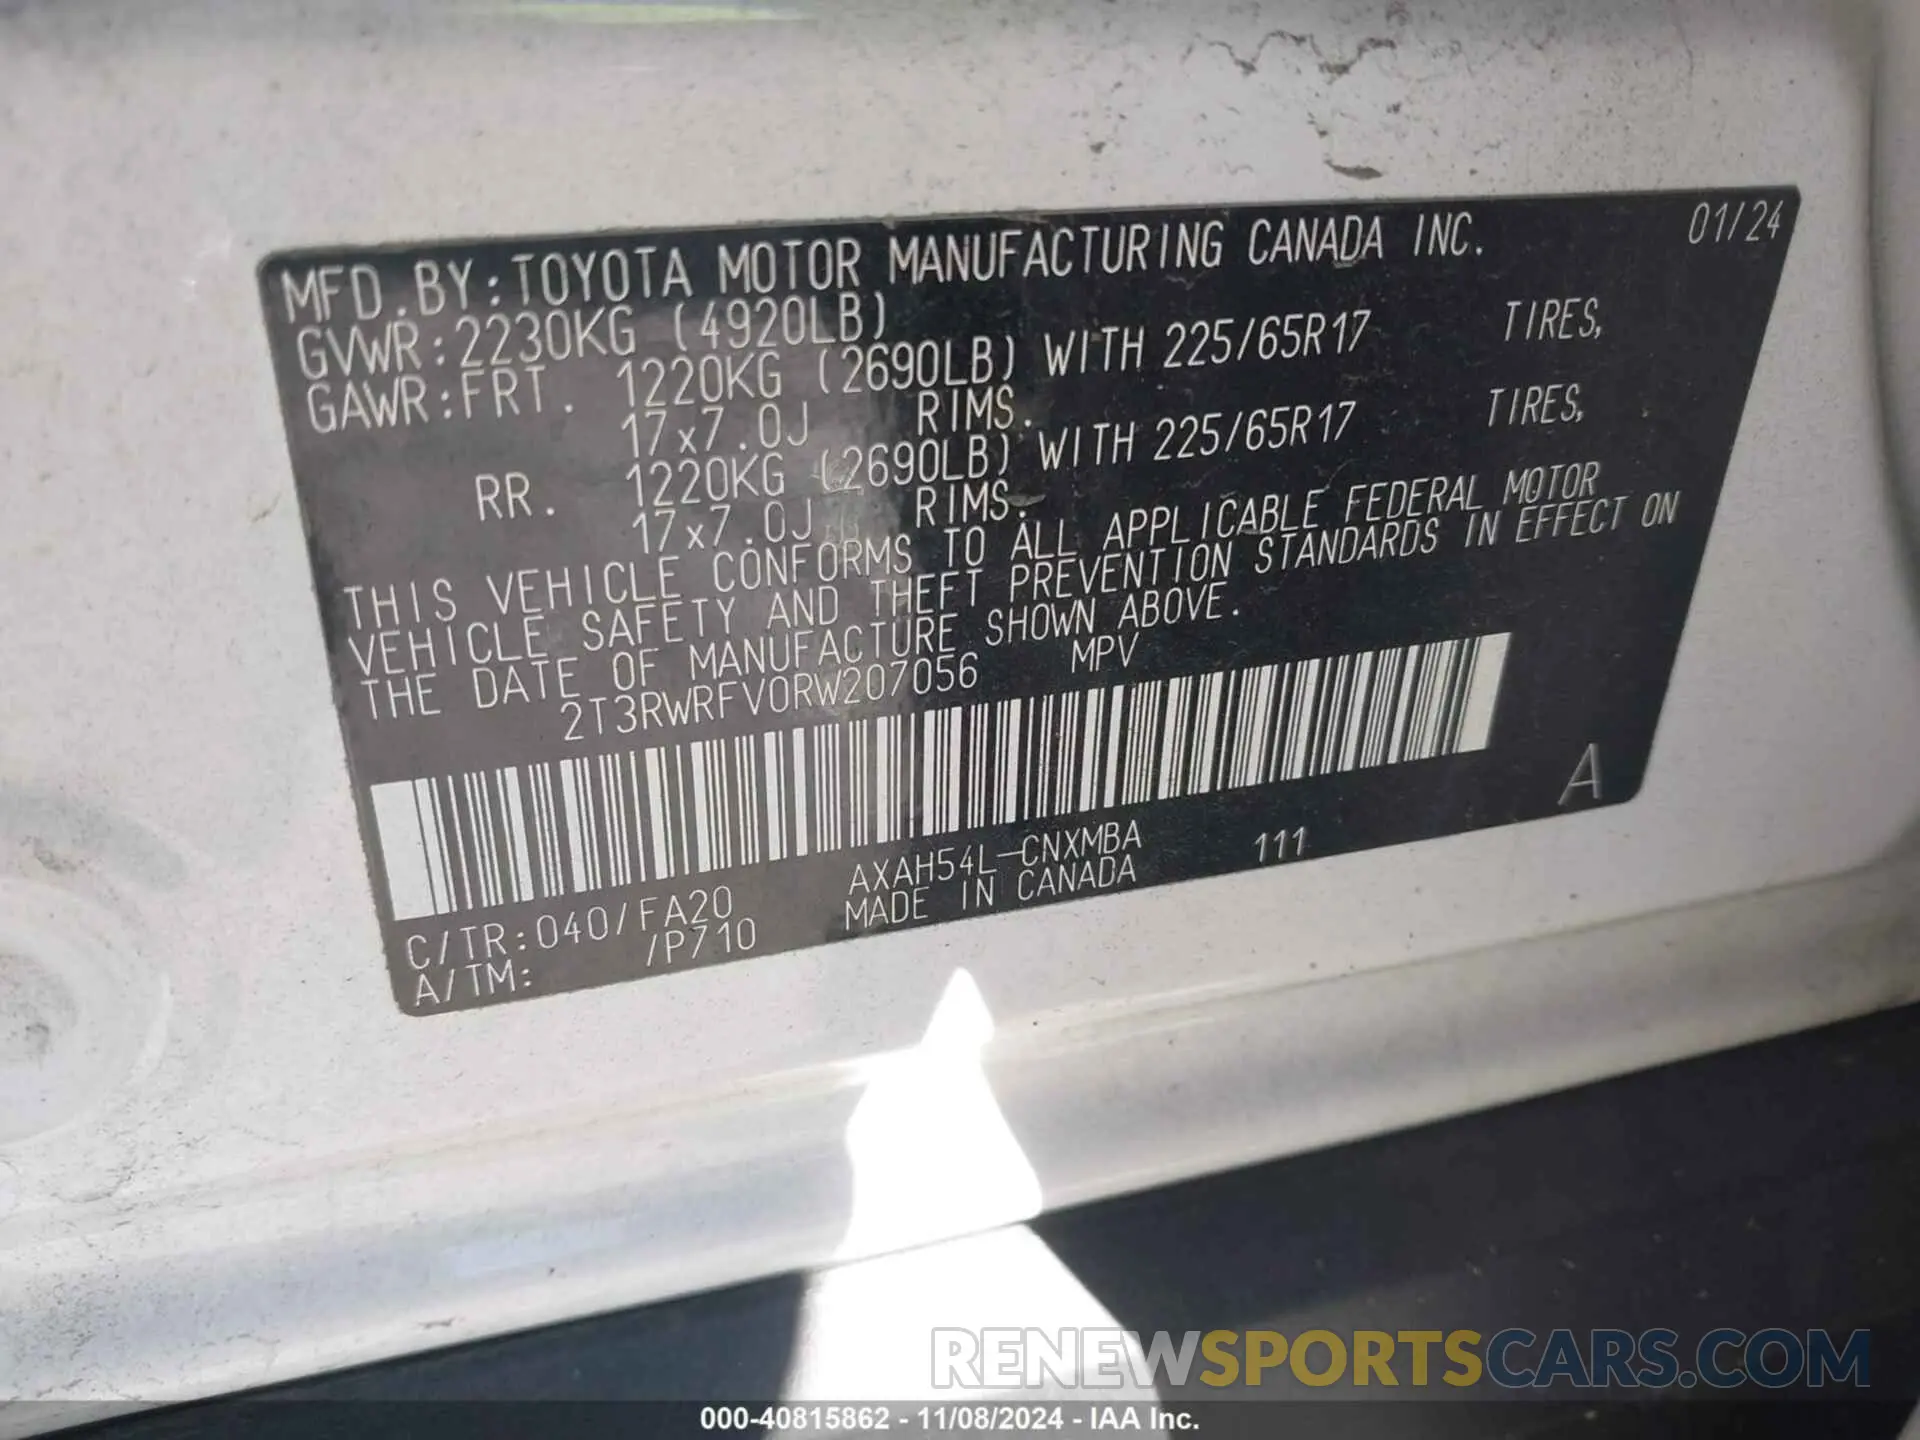 MFD.BY:TOYOTA MOTOR MANUFACTURING CANADA INC. 01/24
GVWR:2230KG (4920LB)
GAWR:FRT. 1220KG (2690LB) WITH 225/65R17 TIRES,
17x7.0J RIMS.
RR. 1220KG (2690LB) WITH 225/65R17 TIRES,
17x7.0J RIMS.
THIS VEHICLE CONFORMS TO ALL APPLICABLE FEDERAL MOTOR
VEHICLE SAFETY AND THEFT PREVENTION STANDARDS IN EFFECT ON
THE DATE OF MANUFACTURE SHOWN ABOVE.
2T3RWRFV0RW207056 MPV
A
C/TR:040/FA20 AXAH54L-CNXMBA 111
A/TM: /P710 MADE IN CANADA
RENEWSPORTSCARS.COM
000-40815862 - 11/08/2024 - IAA Inc.